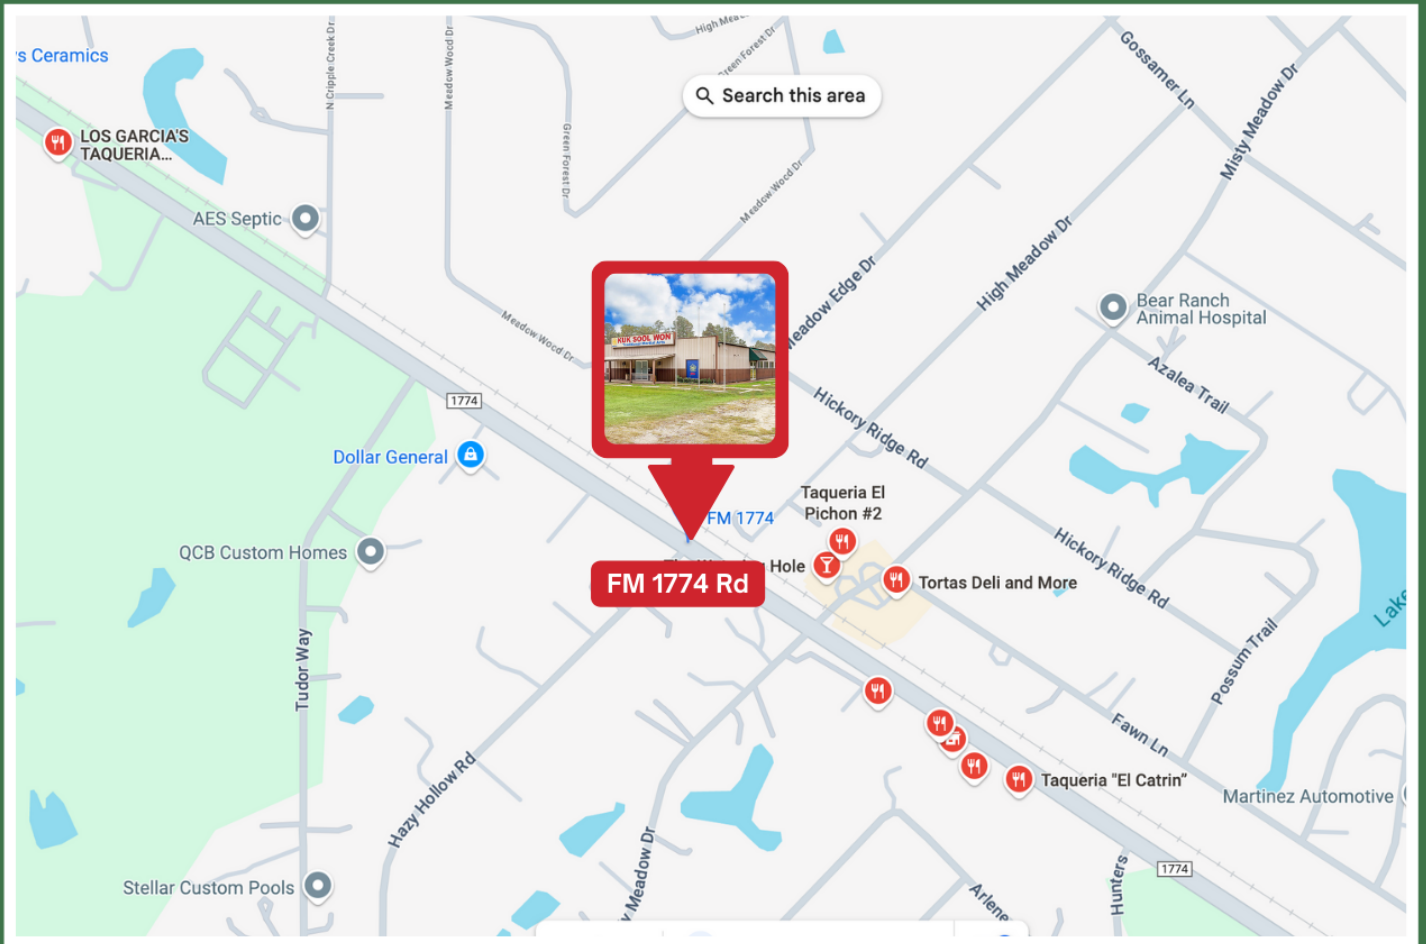 's Ceramics
LOS GARCIA'S
TAQUERIA...
AES Septic
N Cripple Creek Dr
Meadow Wood Dr
Green Forest Dr
Green Forest Dr
Search this area
Meadow Wood Dr
Gossamer Ln
Misty Meadow Dr
High Meadow Dr
Meadow Edge Dr
Bear Ranch
Animal Hospital
Azalea Trail
Meadow Wood Dr
KUK SOOL WON
1774
Dollar General
Hickory Ridge Rd
Taqueria El
Pichon #2
FM 1774
Hole
FM 1774 Rd
Tortas Deli and More
Hickory Ridge Rd
QCB Custom Homes
Tudor Way
Possum Trail
Lake
Fawn Ln
Taqueria "El Catrin"
Martinez Automotive
Hazy Hollow Rd
Meadow Dr
1774
Hunters
Arlene
Stellar Custom Pools